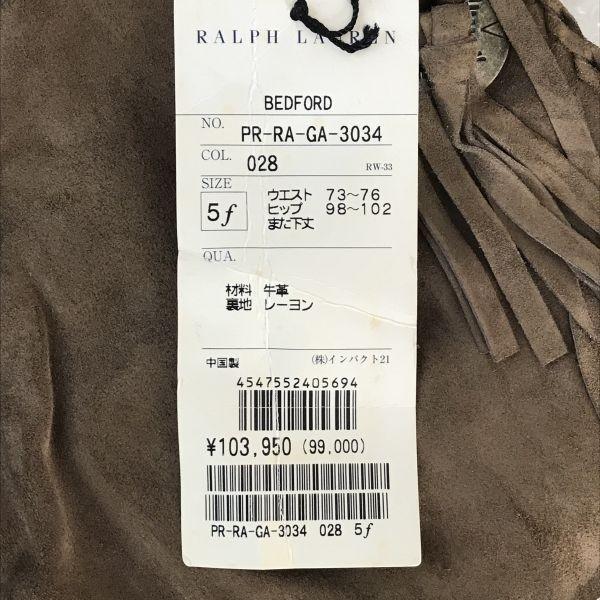 RALPH LAUREN
BEDFORD
NO. PR-RA-GA-3034
COL. 028 RW-33
SIZE
5f ウエスト 73~76
ヒップ 98~102
また下丈
QUA.
材料 牛革
裏地 レーヨン
中国製 (株)インパクト21
4547552405694
¥103,950 (99,000)
PR-RA-GA-3034 028 5f